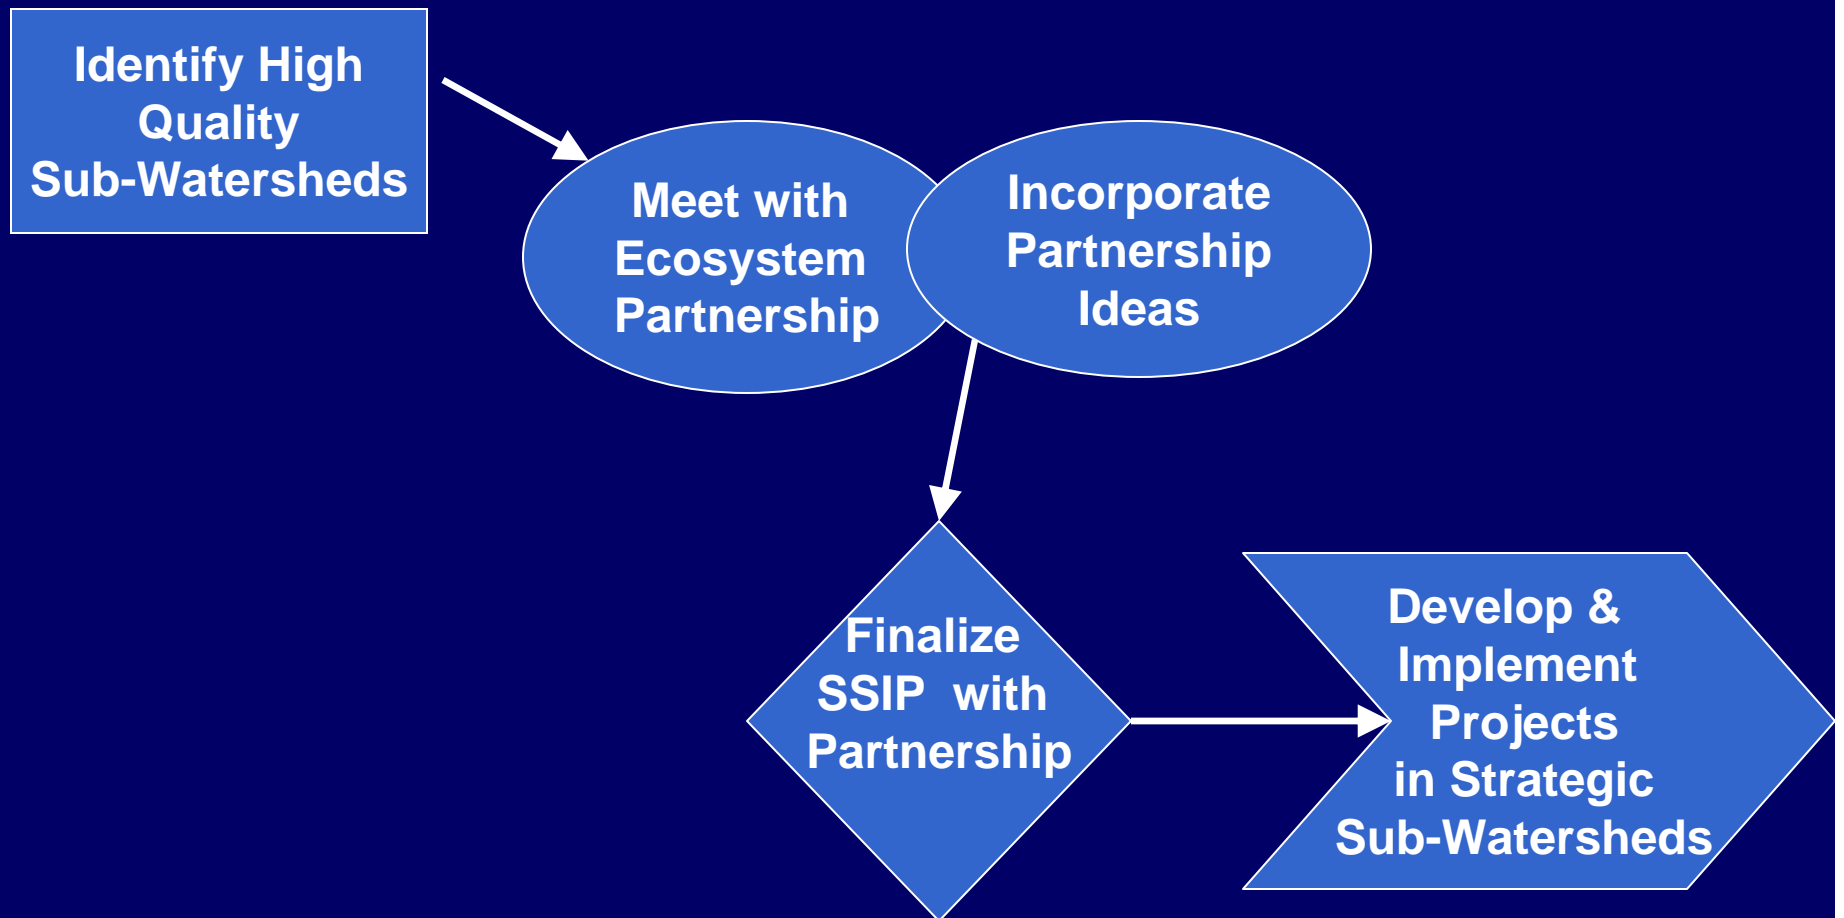 Identify High
Quality
Sub-Watersheds
Meet with
Ecosystem
Partnership
Incorporate
Partnership
Ideas
Finalize
SSIP with
Partnership
Develop &
Implement
Projects
in Strategic
Sub-Watersheds